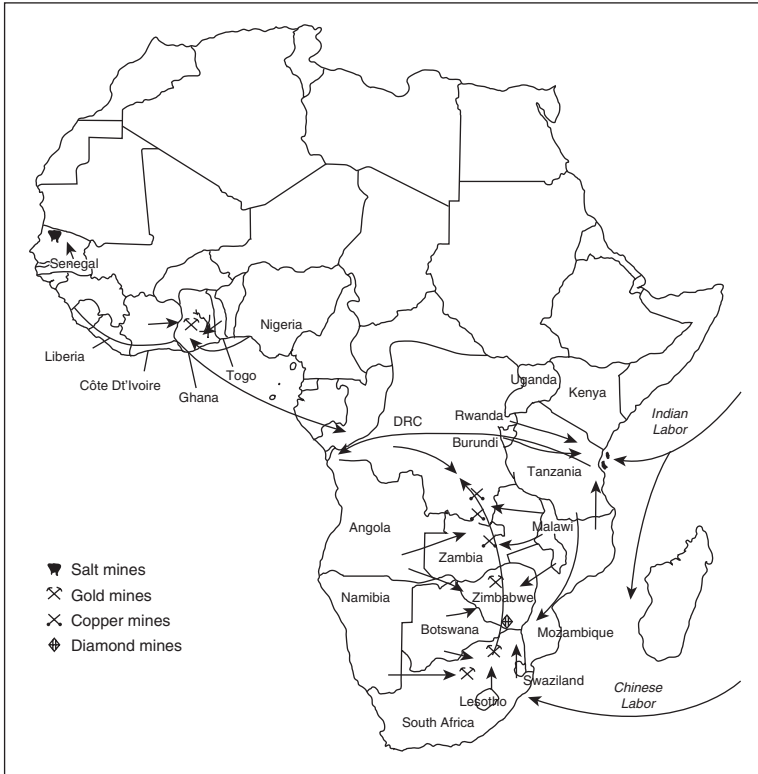 Senegal
Nigeria
Liberia
Togo
Côte Dt'Ivoire
Ghana
Uganda
Kenya
DRC
Rwanda
Indian
Labor
Burundi
Tanzania
Angola
Malawi
Zambia
Salt mines
Gold mines
Copper mines
Diamond mines
Namibia
Zimbabwe
Botswana
Mozambique
Swaziland
Lesotho
Chinese
Labor
South Africa